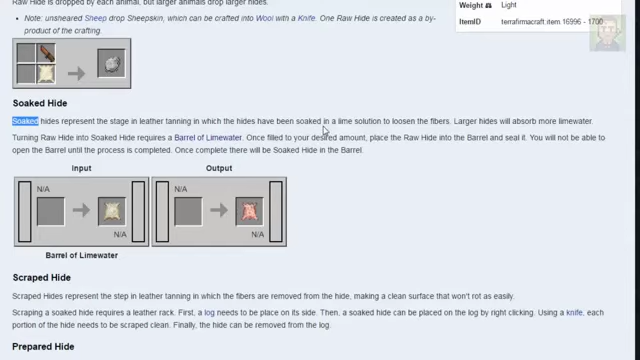 Raw Hide is dropped by each animal, but larger animals drop larger hides.
• Note: unsheared Sheep drop Sheepskin, which can be crafted into Wool with a Knife. One Raw Hide is created as a by-
product of the crafting.
Weight Light
ItemID terrafirmacraft item 16996 - 1700
Soaked Hide
Soaked hides represent the stage in leather tanning in which the hides have been soaked in a lime solution to loosen the fibers. Larger hides will absorb more limewater.
Turning Raw Hide into Soaked Hide requires a Barrel of Limewater. Once filled to your desired amount, place the Raw Hide into the Barrel and seal it. You will not be able to
open the Barrel until the process is completed. Once complete there will be Soaked Hide in the Barrel.
Input Output
N/A N/A
N/A N/A
Barrel of Limewater
Scraped Hide
Scraped Hides represent the step in leather tanning in which the fibers are removed from the hide, making a clean surface that won't rot as easily.
Scraping a soaked hide requires a leather rack. First, a log needs to be place on its side. Then, a soaked hide can be placed on the log by right clicking. Using a knife, each
portion of the hide needs to be scraped clean. Finally, the hide can be removed from the log.
Prepared Hide